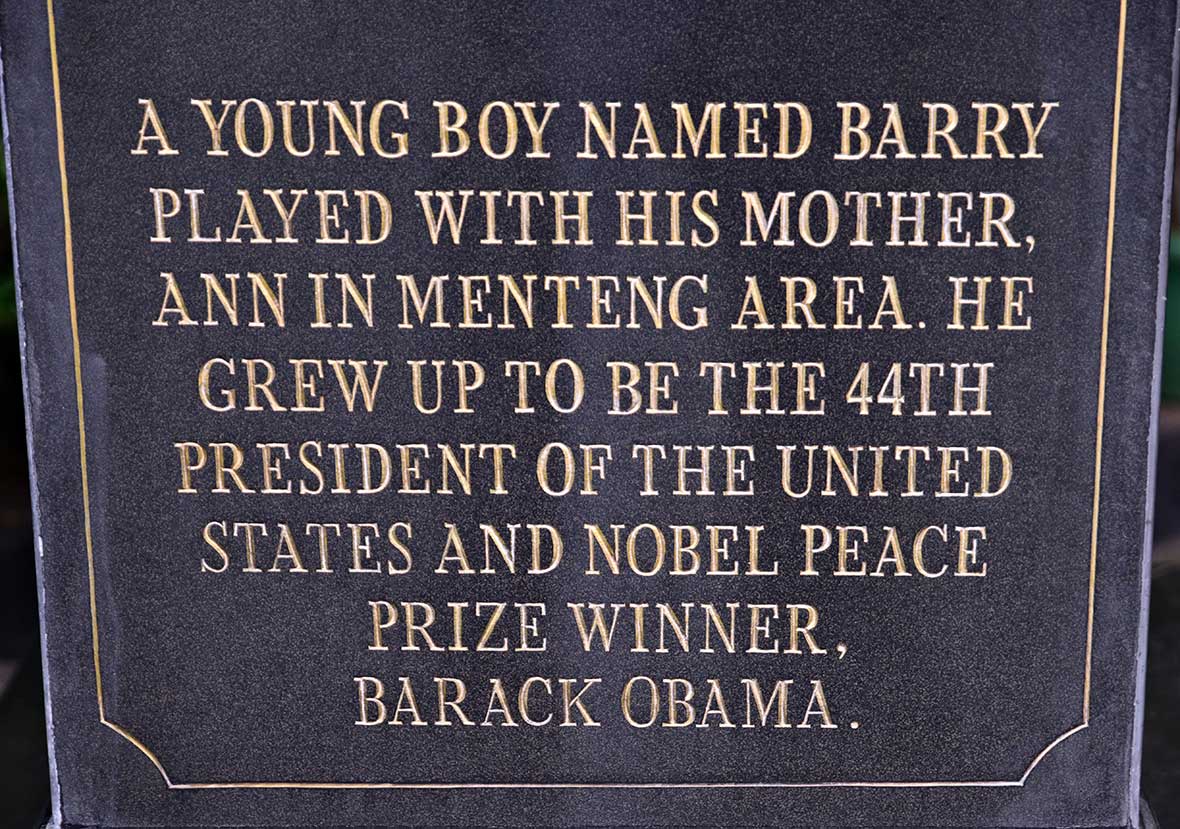 A YOUNG BOY NAMED BARRY
PLAYED WITH HIS MOTHER,
ANN IN MENTENG AREA. HE
GREW UP TO BE THE 44TH
PRESIDENT OF THE UNITED
STATES AND NOBEL PEACE
PRIZE WINNER,
BARACK OBAMA.